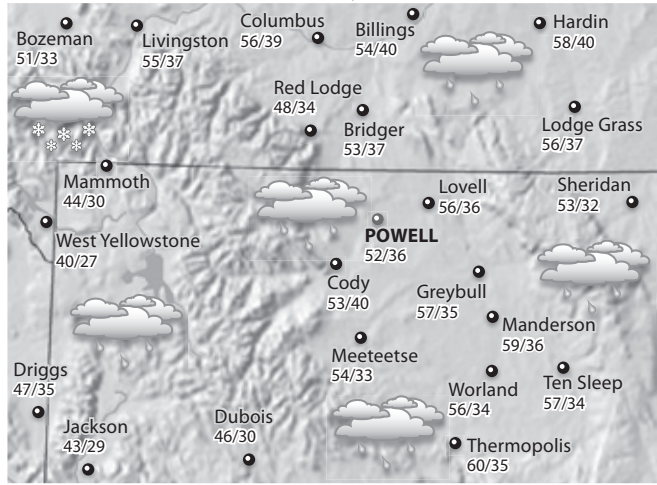 Bozeman
51/33
Livingston
55/37
Columbus
56/39
Billings
54/40
Hardin
58/40
Red Lodge
48/34
Bridger
53/37
Lodge Grass
56/37
Mammoth
44/30
Lovell
56/36
Sheridan
53/32
West Yellowstone
40/27
POWELL
52/36
Cody
53/40
Greybull
57/35
Manderson
59/36
Meeteetse
54/33
Driggs
47/35
Worland
56/34
Ten Sleep
57/34
Jackson
43/29
Dubois
46/30
Thermopolis
60/35